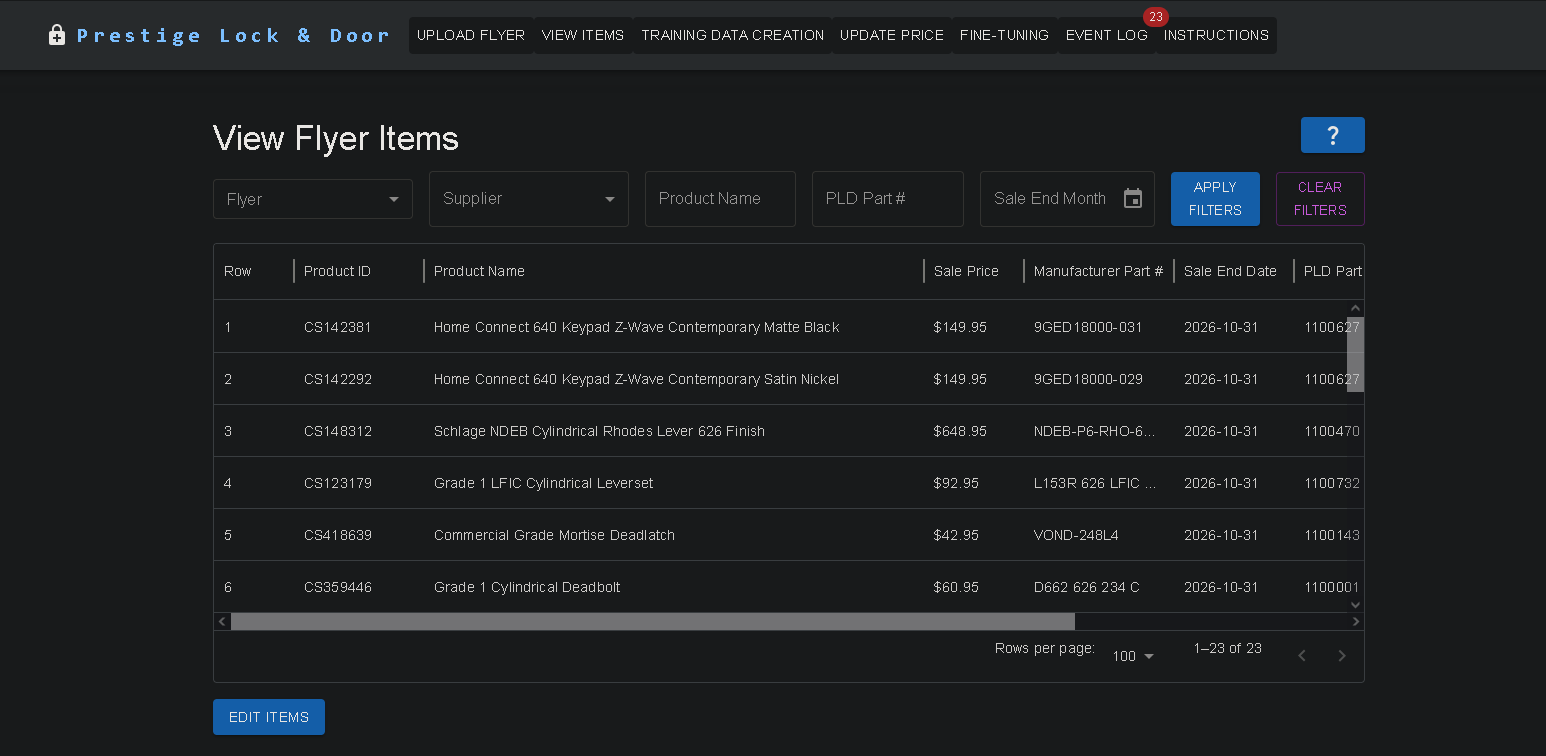 Prestige Lock & Door UPLOAD FLYER VIEW ITEMS TRAINING DATA CREATION UPDATE PRICE FINE-TUNING EVENT LOG 23 INSTRUCTIONS
View Flyer Items ?
Flyer Supplier Product Name PLD Part # Sale End Month APPLY FILTERS CLEAR FILTERS
Row Product ID Product Name Sale Price Manufacturer Part # Sale End Date PLD Part
1 CS142381 Home Connect 640 Keypad Z-Wave Contemporary Matte Black $149.95 9GED18000-031 2026-10-31 1100627
2 CS142292 Home Connect 640 Keypad Z-Wave Contemporary Satin Nickel $149.95 9GED18000-029 2026-10-31 1100627
3 CS148312 Schlage NDEB Cylindrical Rhodes Lever 626 Finish $648.95 NDEB-P6-RHO-6... 2026-10-31 1100470
4 CS123179 Grade 1 LFIC Cylindrical Leverset $92.95 L153R 626 LFIC ... 2026-10-31 1100732
5 CS418639 Commercial Grade Mortise Deadlatch $42.95 VOND-248L4 2026-10-31 1100143
6 CS359446 Grade 1 Cylindrical Deadbolt $60.95 D662 626 234 C 2026-10-31 1100001
Rows per page: 100 1–23 of 23
EDIT ITEMS